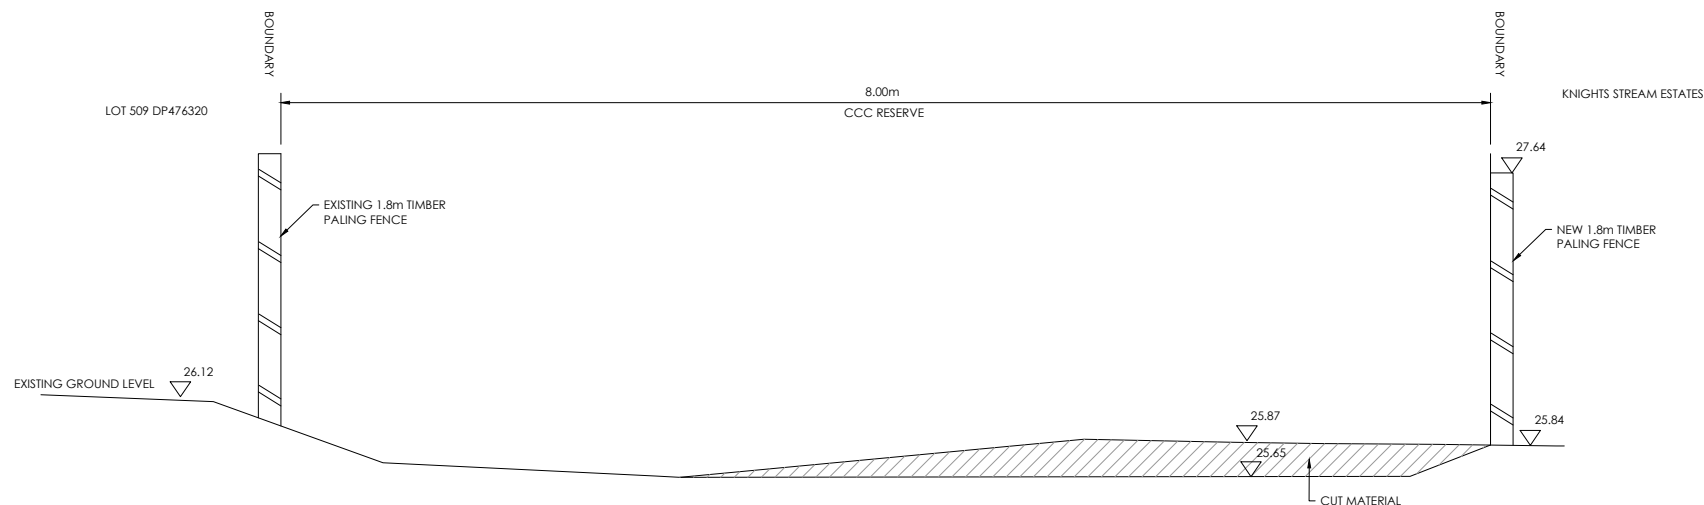 BOUNDARY
BOUNDARY
8.00m
KNIGHTS STREAM ESTATES
LOT 509 DP476320
CCC RESERVE
27.64
EXISTING 1.8m TIMBER
PALING FENCE
NEW 1.8m TIMBER
PALING FENCE
26.12
EXISTING GROUND LEVEL
25.87
25.84
25.65
CUT MATERIAL